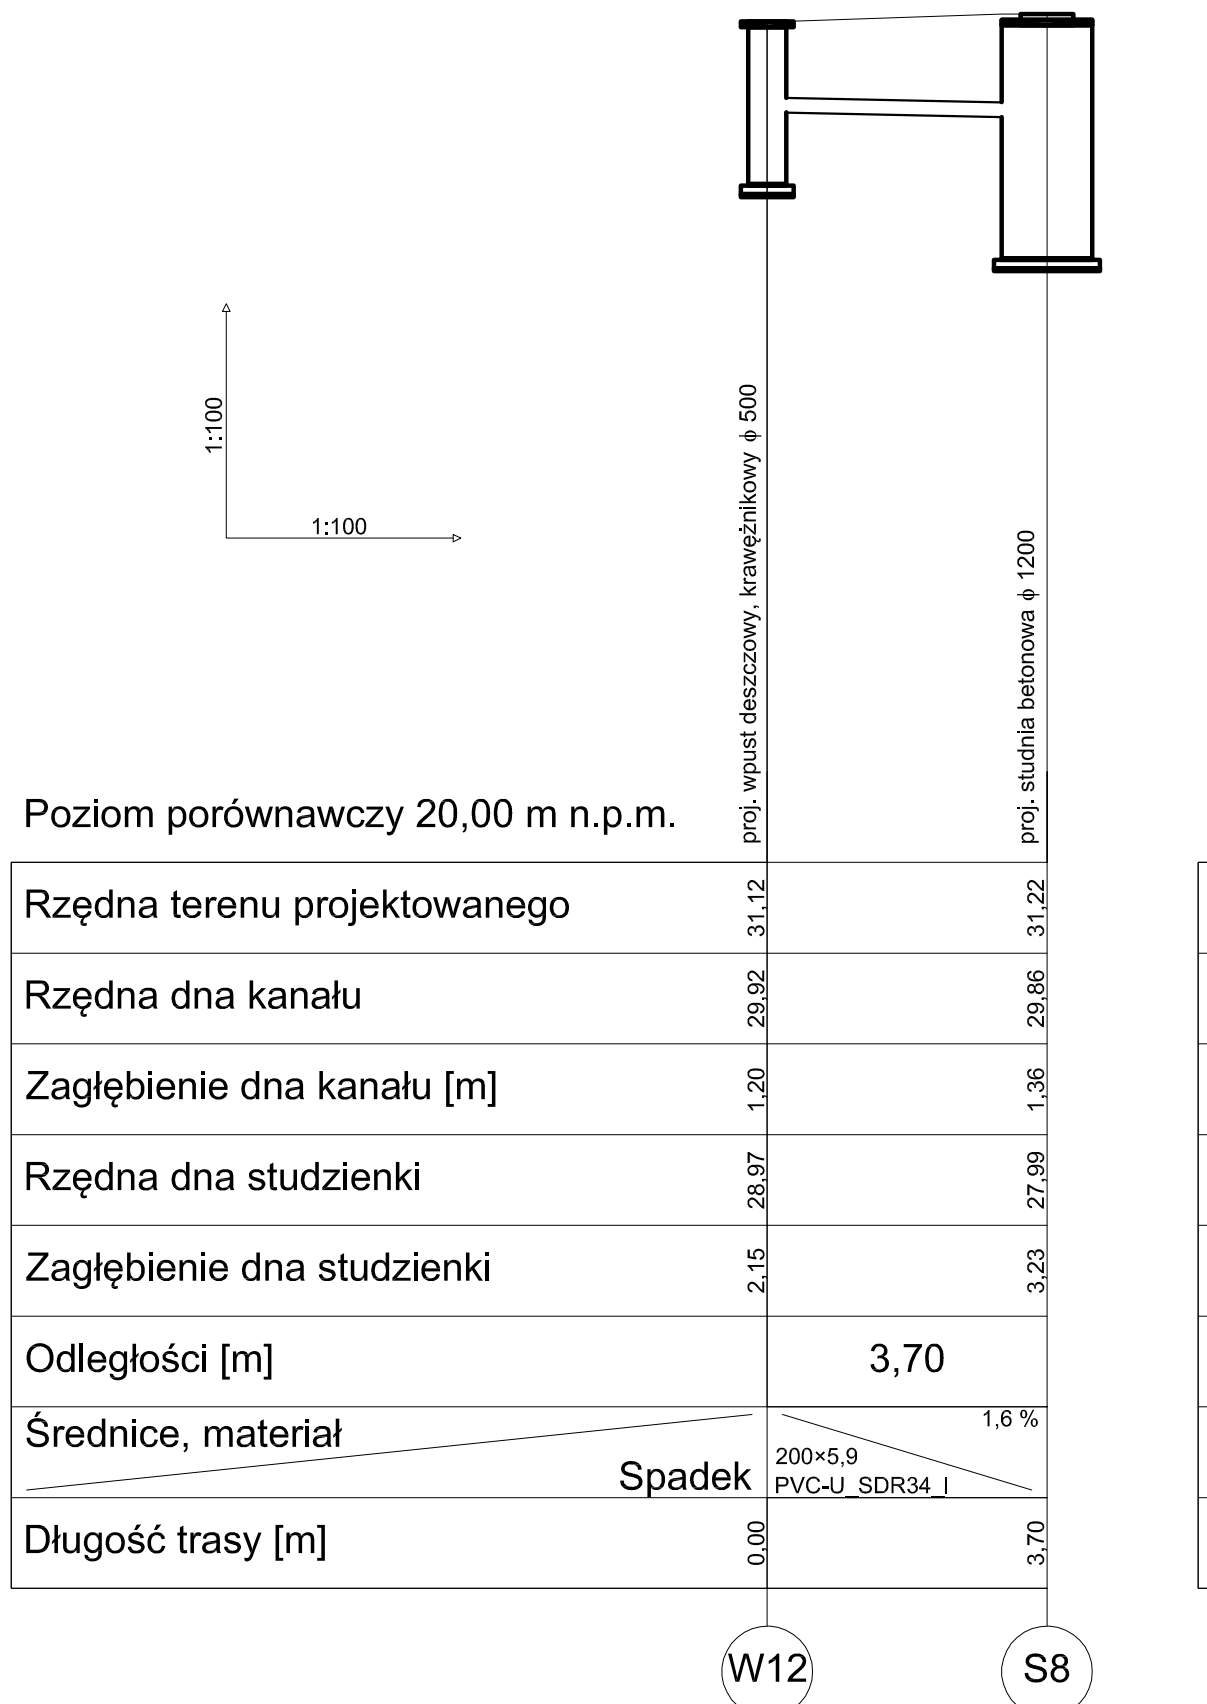 1:100
1:100
proj. wpust deszczowy, krawężnikowy ϕ 500
proj. studnia betonowa ϕ 1200
Poziom porównawczy 20,00 m n.p.m.
Rzędna terenu projektowanego 31,12 31,22
Rzędna dna kanału 29,92 29,86
Zagłębienie dna kanału [m] 1,20 1,36
Rzędna dna studzienki 28,97 27,99
Zagłębienie dna studzienki 2,15 3,23
Odległości [m] 3,70
Średnice, materiał 1,6 %
Spadek 200×5,9
PVC-U_SDR34_I
Długość trasy [m] 0,00 3,70
W12 S8